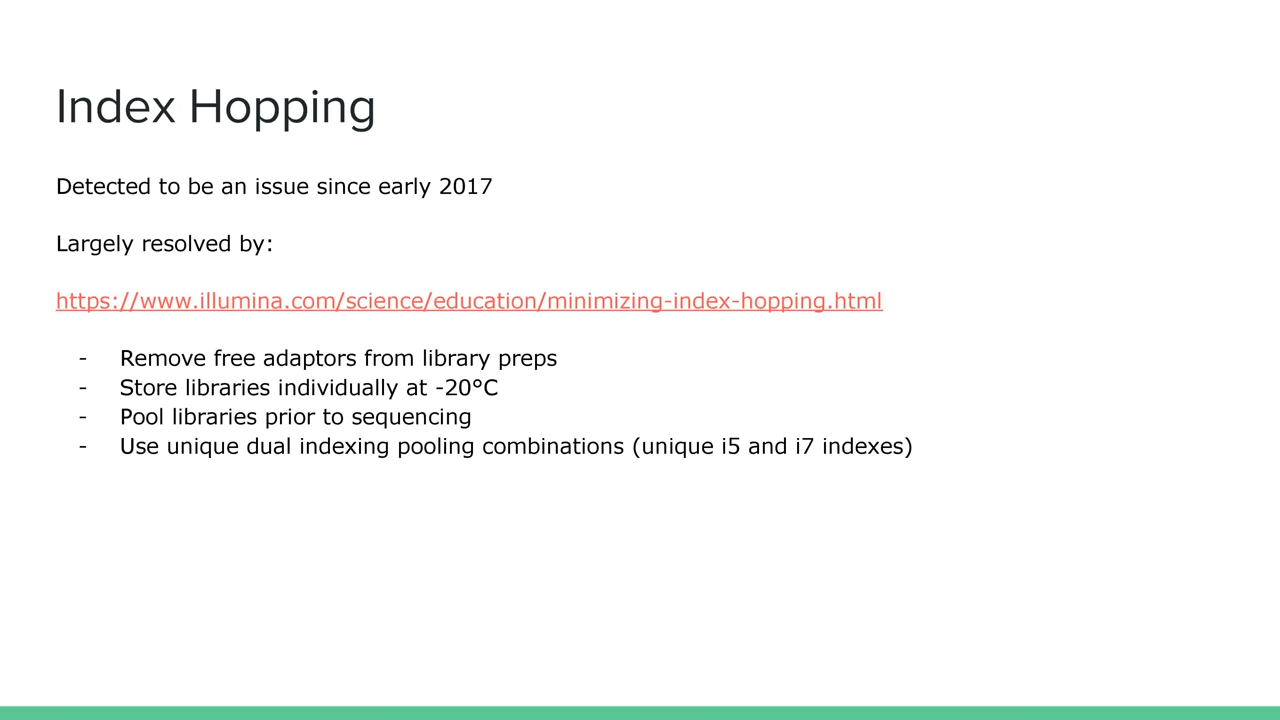 Index Hopping
Detected to be an issue since early 2017
Largely resolved by:
https://www.illumina.com/science/education/minimizing-index-hopping.html
- Remove free adaptors from library preps
- Store libraries individually at -20°C
- Pool libraries prior to sequencing
- Use unique dual indexing pooling combinations (unique i5 and i7 indexes)